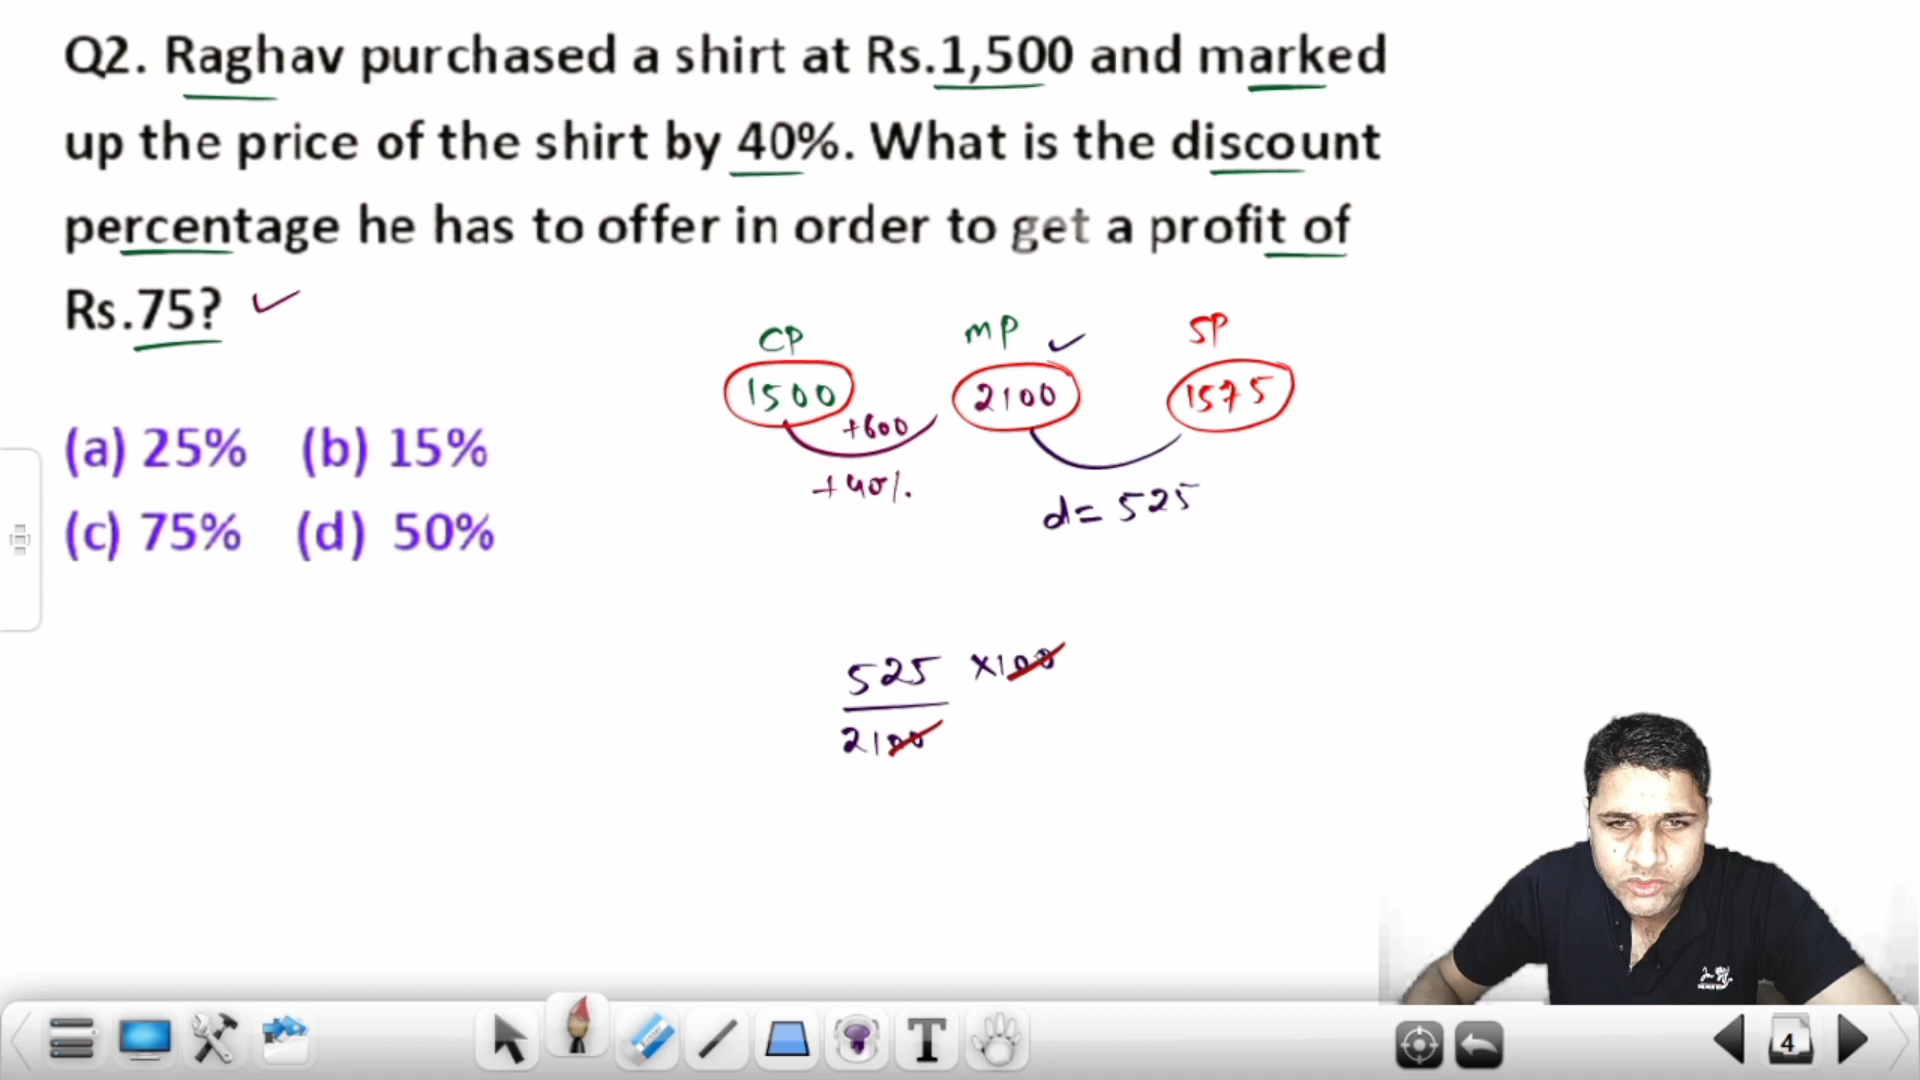 Q2. Raghav purchased a shirt at Rs.1,500 and marked
up the price of the shirt by 40%. What is the discount
percentage he has to offer in order to get a profit of
Rs.75?
CP MP SP
1500 2100 1575
+600
+40%
d = 525
(a) 25% (b) 15%
(c) 75% (d) 50%
525 ×100
2100
T
4